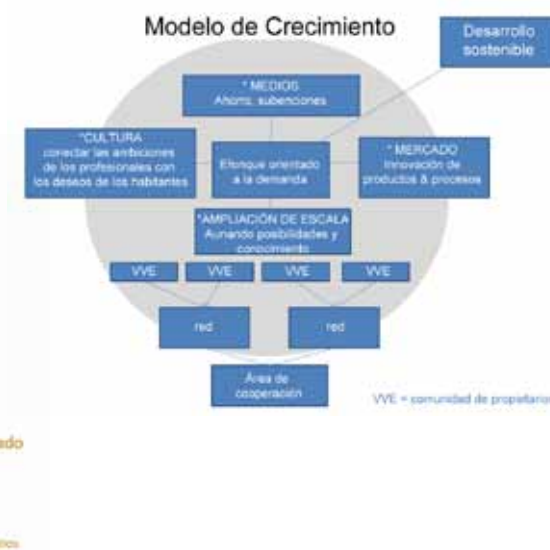 Modelo de Crecimiento
Desarrollo
sostenible
* MEDIOS
Ahorro, subenciones
*CULTURA
conectar las ambiciones
de los profesionales con
los deseos de los habitantes
Efonque orientado
a la demanda
* MERCADO
Innovación de
productos & procesos
*AMPLIACIÓN DE ESCALA
Aunando posibilidades y
conocimiento
VVE
VVE
VVE
VVE
red
red
Área de
cooperación
VVE = comunidad de propietarios
ado